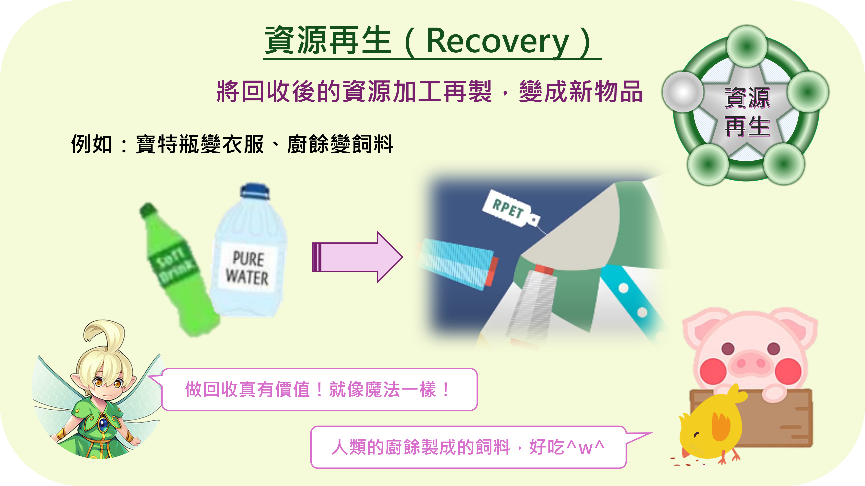 資源再生（Recovery）
將回收後的資源加工再製，變成新物品
資源
再生
例如：寶特瓶變衣服、廚餘變飼料
Soft
Drink
PURE
WATER
RPET
做回收真有價值！就像魔法一樣！
人類的廚餘製成的飼料，好吃^w^